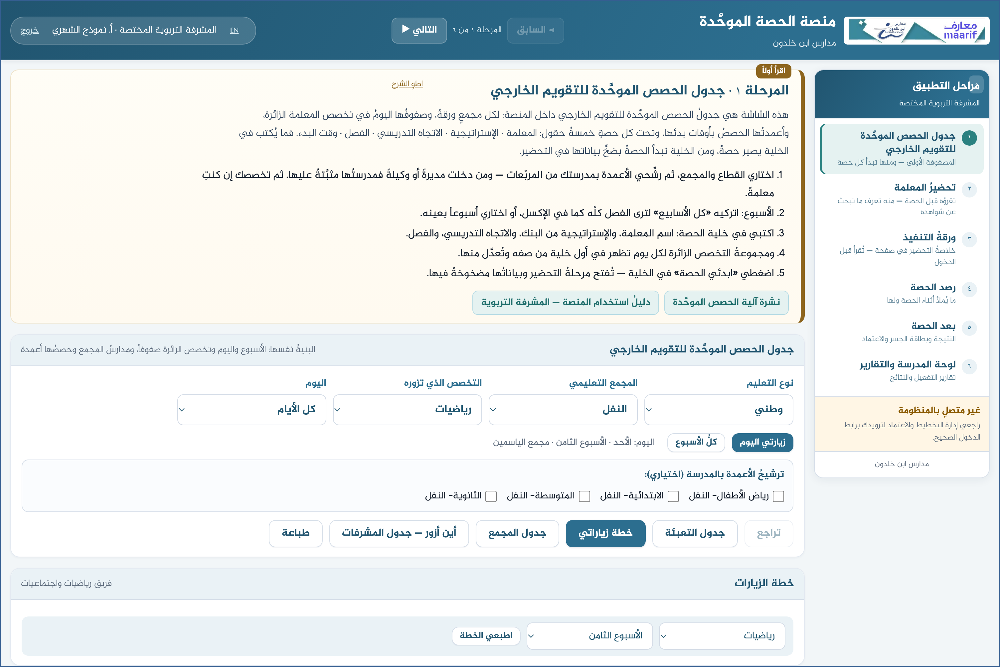 معارف
maarif
مدارس
ابن خلدون
Ibn Khaldun Schools
منصة الحصة الموحَّدة
مدارس ابن خلدون
◄ السابق
المرحلة ١ من ٦
التالي ►
EN
المشرفة التربوية المختصة · أ. نموذج الشهري
خروج
مراحل التطبيق
المشرفة التربوية المختصة
١
جدول الحصص الموحَّدة
للتقويم الخارجي
المصفوفة الأولى — ومنها تبدأ كل حصة
٢
تحضيرُ المعلمة
تقرؤه قبل الحصة — منه تعرف ما تبحث
عن شواهده
٣
ورقةُ التنفيذ
خلاصةُ التحضير في صفحة — تُقرأ قبل
الدخول
٤
رصد الحصة
ما يُملأ أثناء الحصة ولها
٥
بعد الحصة
النتيجة وبطاقة الجسر والاعتماد
٦
لوحة المدرسة والتقارير
تقارير التفعيل والنتائج
غير متصلٍ بالمنظومة
راجعي إدارة التخطيط والاعتماد لتزويدك برابط
الدخول الصحيح.
مدارس ابن خلدون
اقرأ أولاً
المرحلة ١ · جدول الحصص الموحَّدة للتقويم الخارجي
اطوِ الشرح
هذه الشاشة هي جدولُ الحصص الموحَّدة للتقويم الخارجي داخل المنصة: لكل مجمعٍ ورقةٌ، وصفوفُها اليومُ في تخصص المعلمة الزائرة،
وأعمدتُها الحصصُ بأوقات بدئها، وتحت كل حصةٍ خمسةُ حقول: المعلمة · الإستراتيجية · الاتجاه التدريسي · الفصل · وقت البدء. فما يُكتب في
الخلية يصير حصةً، ومن الخلية تبدأ الحصةُ بضخِّ بياناتها في التحضير.
1. اختاري القطاع والمجمع، ثم رشِّحي الأعمدة بمدرستك من المربّعات — ومن دخلت مديرةً أو وكيلةً فمدرستُها مثبَّتةٌ عليها. ثم تخصصك إن كنتِ
معلمةً.
2. الأسبوع: اتركيه «كل الأسابيع» لترى الفصل كلَّه كما في الإكسل، أو اختاري أسبوعاً بعينه.
3. اكتبي في خلية الحصة: اسم المعلمة، والإستراتيجية من البنك، والاتجاه التدريسي، والفصل.
4. ومجموعةُ التخصص الزائرة لكل يوم تظهر في أول خلية من صفه وتُعدَّل منها.
5. اضغطي «ابدئي الحصة» في الخلية — تُفتح مرحلةُ التحضير وبياناتُها مضخوخةٌ فيها.
نشرة آلية الحصص الموحَّدة
دليلُ استخدام المنصة — المشرفة التربوية
جدول الحصص الموحَّدة للتقويم الخارجي
البنيةُ نفسها: الأسبوع واليوم وتخصص الزائرة صفوفاً، ومدارسُ المجمع وحصصُها أعمدة
نوع التعليم
المجمع التعليمي
التخصص الذي تزوره
اليوم
وطني
النفل
رياضيات
كل الأيام
زيارتي اليوم
كلُّ الأسبوع
اليوم: الأحد · الأسبوع الثامن · مجمع الياسمين
ترشيحُ الأعمدة بالمدرسة (اختياري):
رياض الأطفال- النفل
الابتدائية- النفل
المتوسطة- النفل
الثانوية- النفل
تراجع
جدول التعبئة
خطة زياراتي
جدول المجمع
أين أزور — جدول المشرفات
طباعة
خطة الزيارات
فريق رياضيات واجتماعيات
رياضيات
الأسبوع الثامن
اطبعي الخطة